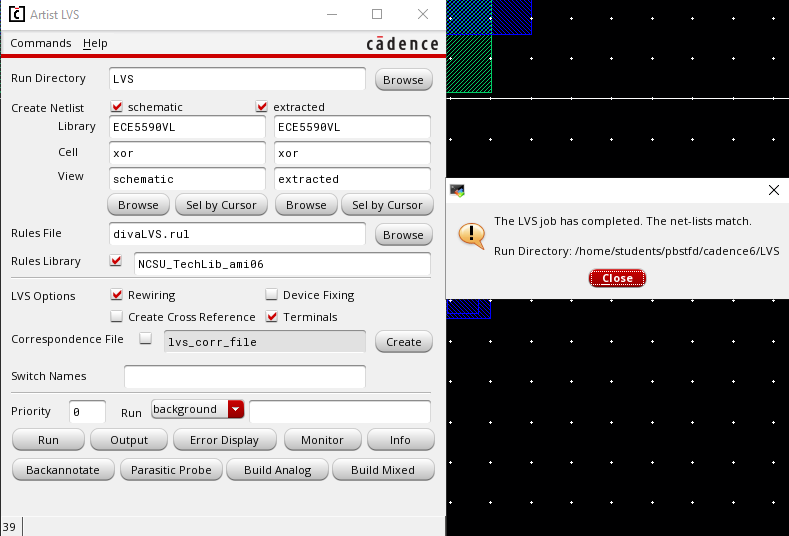 Artist LVS
Commands Help cādence
Run Directory LVS Browse
Create Netlist schematic extracted
Library ECE5590VL ECE5590VL
Cell xor xor
View schematic extracted
Browse Sel by Cursor Browse Sel by Cursor
Rules File divaLVS.rul Browse
Rules Library NCSU_TechLib_ami06
LVS Options Rewiring Device Fixing
Create Cross Reference Terminals
Correspondence File lvs_corr_file Create
Switch Names
Priority 0 Run background
Run Output Error Display Monitor Info
Backannotate Parasitic Probe Build Analog Build Mixed
39
The LVS job has completed. The net-lists match.
Run Directory: /home/students/pbstfd/cadence6/LVS
Close